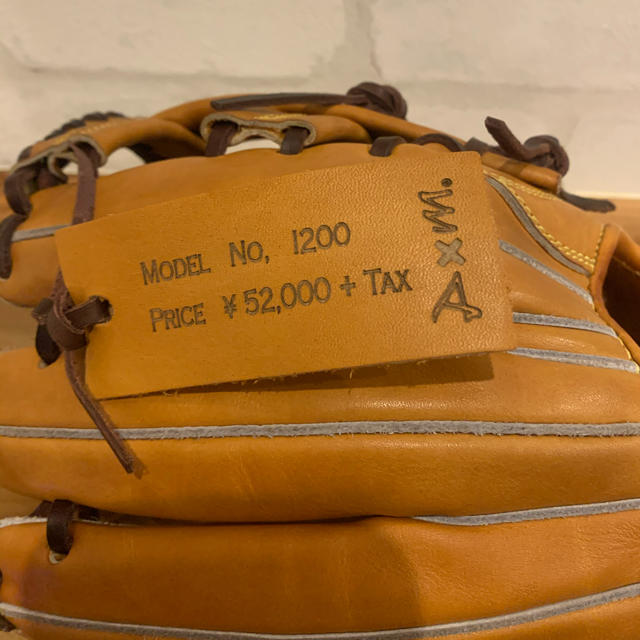 MODEL NO, 1200
PRICE ¥52,000 + TAX
A×M.